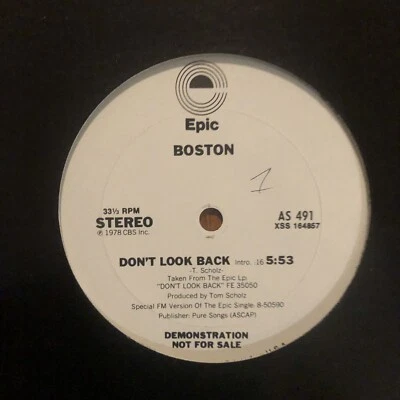 Epic
BOSTON
1
33⅓ RPM
STEREO
℗ 1978 CBS Inc.
AS 491
XSS 164857
DON'T LOOK BACK Intro. :16 5:53
-T. Scholz-
Taken From The Epic Lp:
"DON'T LOOK BACK" FE 35050
Produced by Tom Scholz
Special FM Version Of The Epic Single: 8-50590
Publisher: Pure Songs (ASCAP)
DEMONSTRATION
NOT FOR SALE